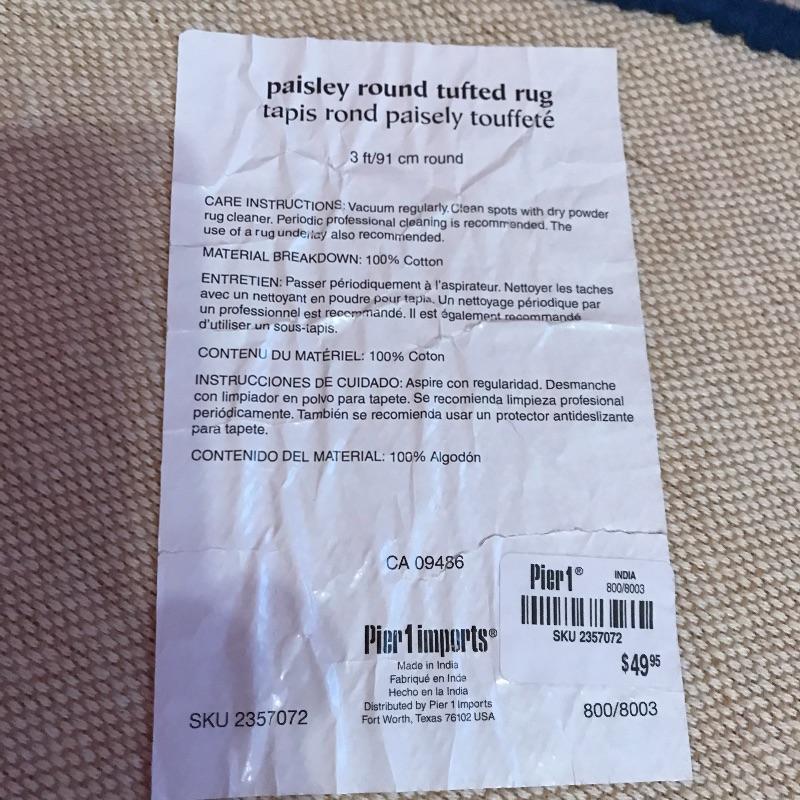 paisley round tufted rug
tapis rond paisely touffeté
3 ft/91 cm round
CARE INSTRUCTIONS: Vacuum regularly. Clean spots with dry powder
rug cleaner. Periodic professional cleaning is recommended. The
use of a rug underlay also recommended.
MATERIAL BREAKDOWN: 100% Cotton
ENTRETIEN: Passer périodiquement à l'aspirateur. Nettoyer les taches
avec un nettoyant en poudre pour tapis. Un nettoyage périodique par
un professionnel est recommandé. Il est également recommandé
d'utiliser un sous-tapis.
CONTENU DU MATÉRIEL: 100% Coton
INSTRUCCIONES DE CUIDADO: Aspire con regularidad. Desmanche
con limpiador en polvo para tapete. Se recomienda limpieza profesional
periódicamente. También se recomienda usar un protector antideslizante
para tapete.
CONTENIDO DEL MATERIAL: 100% Algodón
CA 09486
Pier1® INDIA
800/8003
SKU 2357072
$49⁹⁵
Pier1 imports®
Made in India
Fabriqué en Inde
Hecho en la India
Distributed by Pier 1 Imports
Fort Worth, Texas 76102 USA
SKU 2357072
800/8003